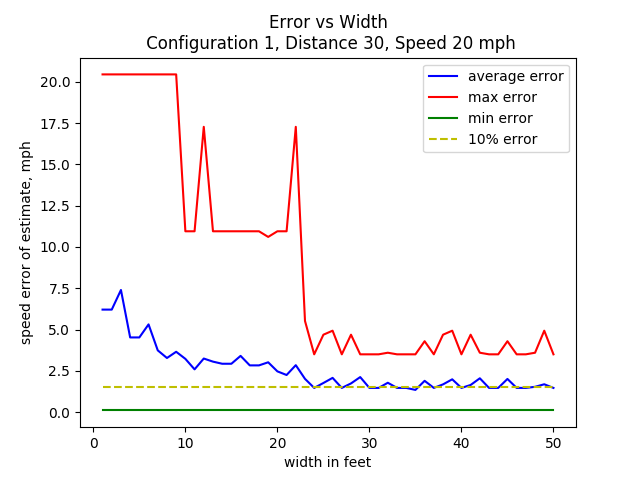 Error vs Width
Configuration 1, Distance 30, Speed 20 mph
average error
max error
min error
10% error
speed error of estimate, mph
20.0
17.5
15.0
12.5
10.0
7.5
5.0
2.5
0.0
0
10
20
30
40
50
width in feet